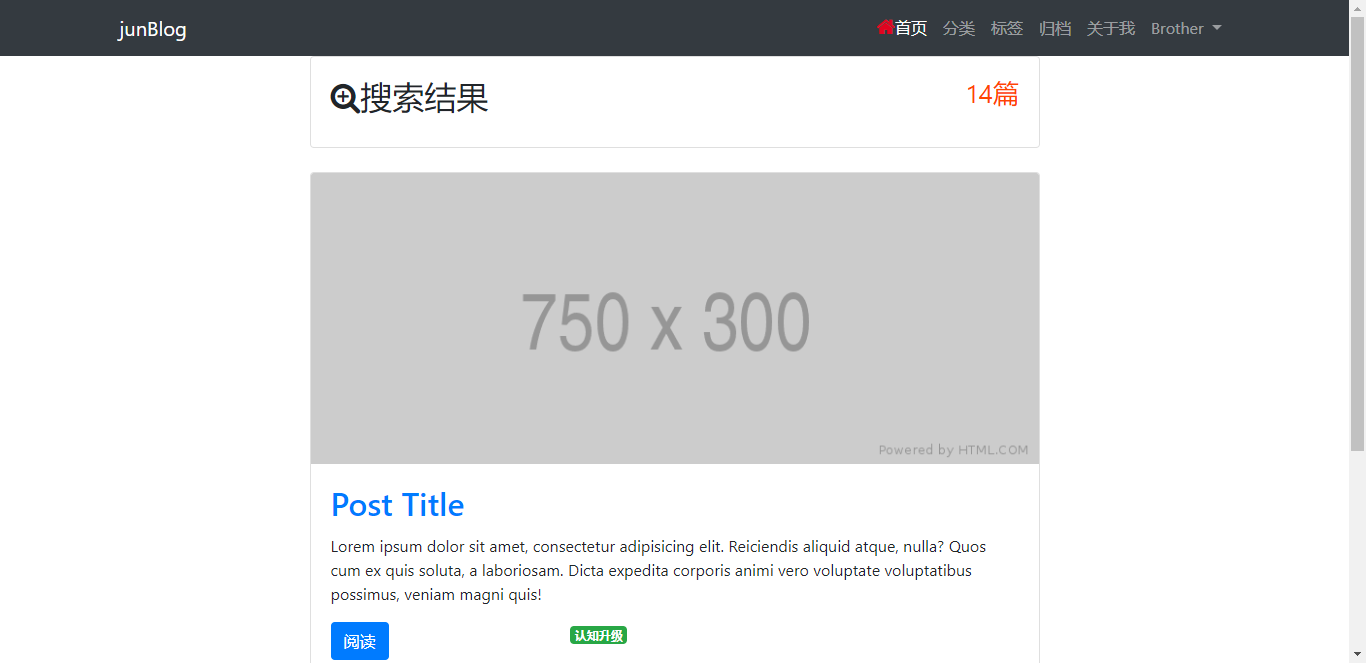 junBlog
首页 分类 标签 归档 关于我 Brother
搜索结果
14篇
750 x 300
Powered by HTML.COM
Post Title
Lorem ipsum dolor sit amet, consectetur adipisicing elit. Reiciendis aliquid atque, nulla? Quos
cum ex quis soluta, a laboriosam. Dicta expedita corporis animi vero voluptate voluptatibus
possimus, veniam magni quis!
阅读
认知升级